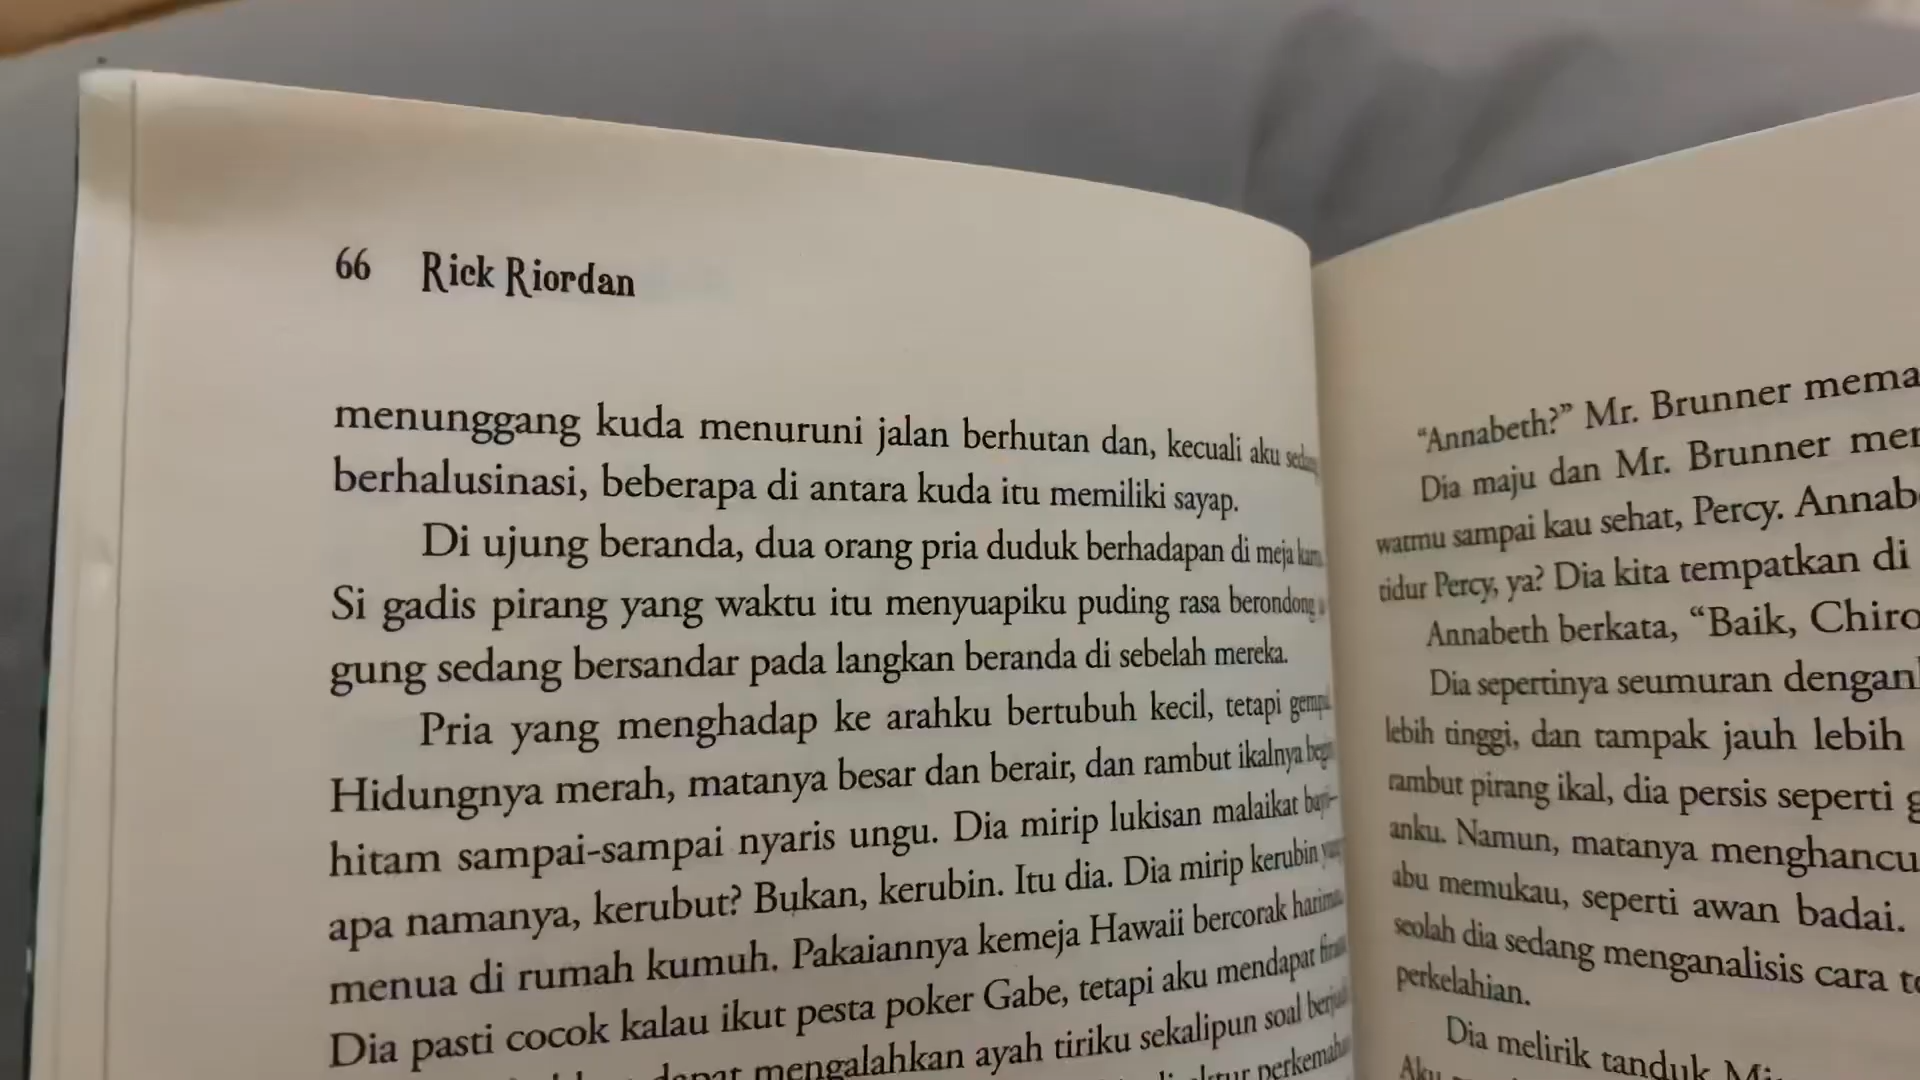 66 Rick Riordan
menunggang kuda menuruni jalan berhutan dan, kecuali aku sedang
berhalusinasi, beberapa di antara kuda itu memiliki sayap.
Di ujung beranda, dua orang pria duduk berhadapan di meja
Si gadis pirang yang waktu itu menyuapiku puding rasa berondong
gung sedang bersandar pada langkan beranda di sebelah mereka.
Pria yang menghadap ke arahku bertubuh kecil, tetapi
Hidungnya merah, matanya besar dan berair, dan rambut ikalnya
hitam sampai-sampai nyaris ungu. Dia mirip lukisan malaikat
apa namanya, kerubut? Bukan, kerubin. Itu dia. Dia mirip kerubin
menua di rumah kumuh. Pakaiannya kemeja Hawaii bercorak
Dia pasti cocok kalau ikut pesta poker Gabe, tetapi aku mendapat
mengalahkan ayah tiriku sekalipun soal
"Annabeth?" Mr. Brunner
Dia maju dan Mr. Brunner
watmu sampai kau sehat, Percy.
tidur Percy, ya? Dia kita tempatkan di
Annabeth berkata, "Baik,
Dia sepertinya seumuran
lebih tinggi, dan tampak jauh lebih
rambut pirang ikal, dia persis seperti
anku. Namun, matanya
abu memukau, seperti awan badai.
seolah dia sedang menganalisis cara
perkelahian.
Dia melirik tanduk
Aku